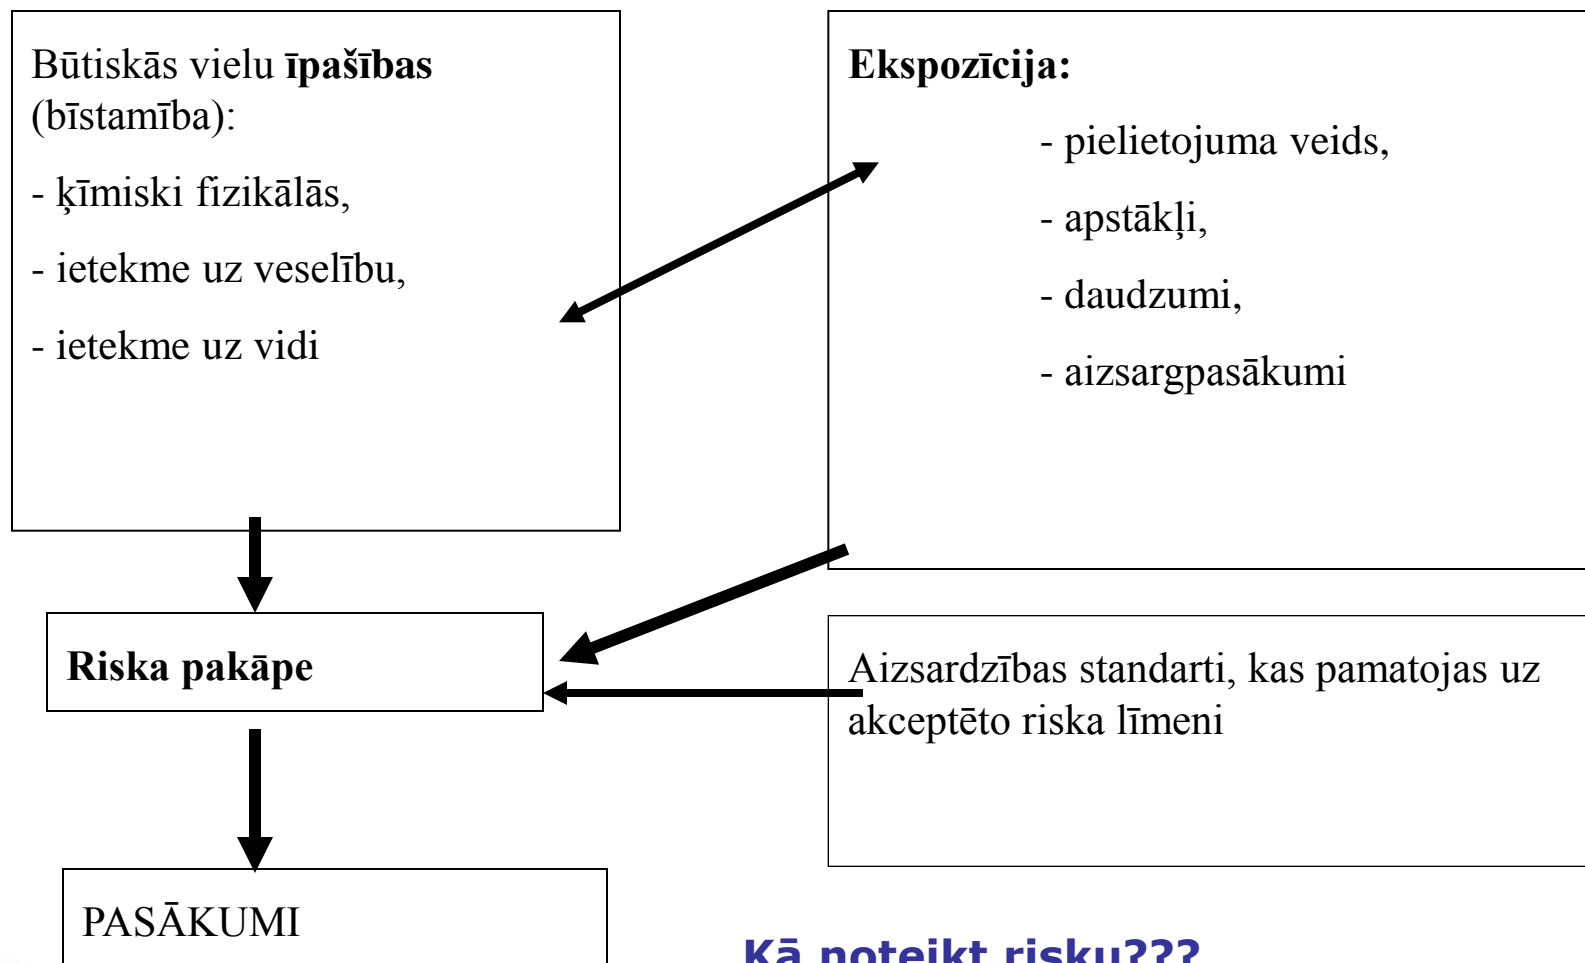 Būtiskās vielu īpašības
(bīstamība):
- ķīmiski fizikālās,
- ietekme uz veselību,
- ietekme uz vidi
Ekspozīcija:
- pielietojuma veids,
- apstākļi,
- daudzumi,
- aizsargpasākumi
Riska pakāpe
Aizsardzības standarti, kas pamatojas uz
akceptēto riska līmeni
PASĀKUMI
Kā noteikt risku???